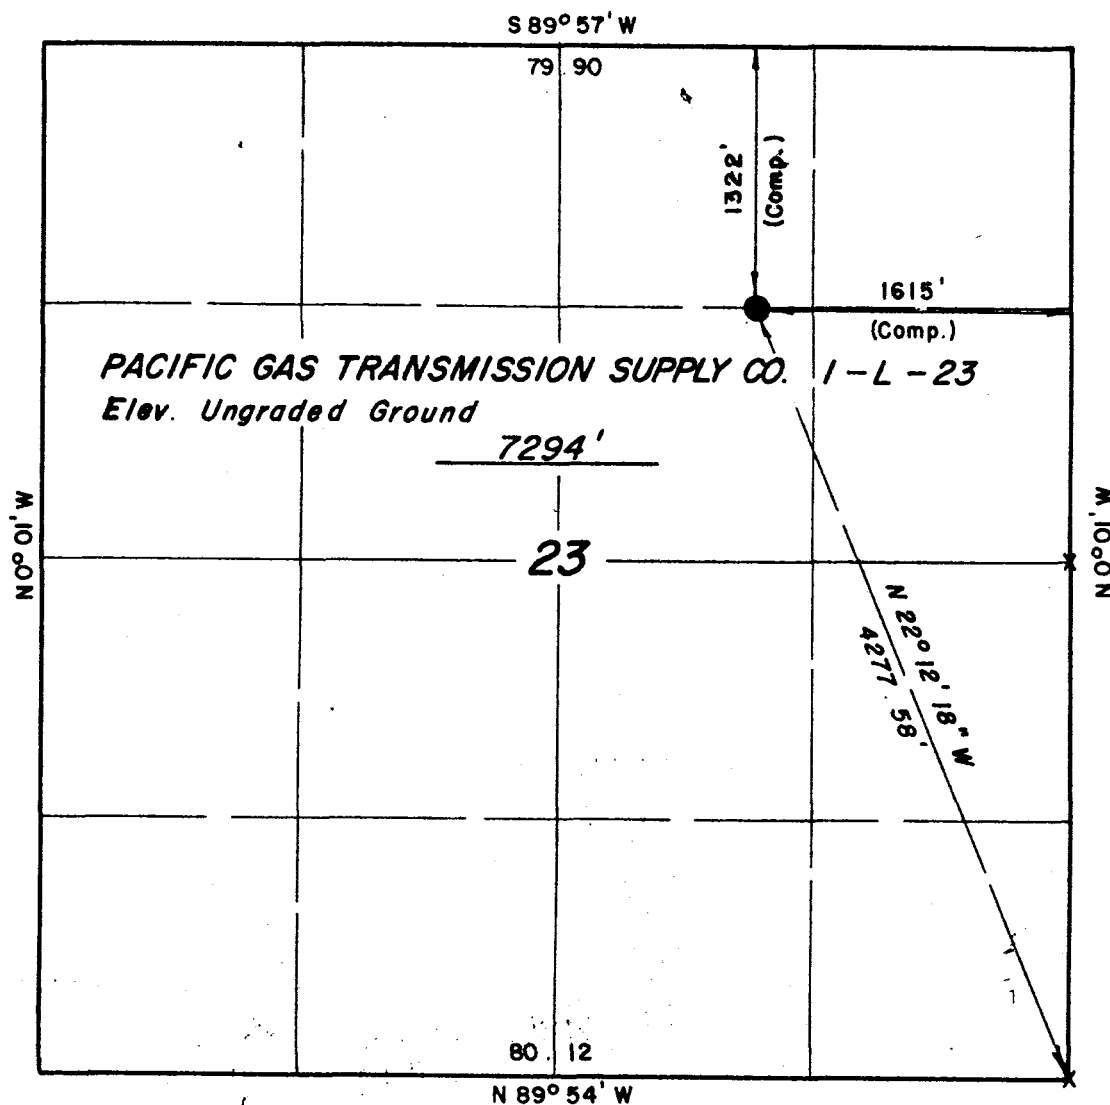 S 89° 57' W
79.90
1322'
(Comp.)
1615'
(Comp.)
PACIFIC GAS TRANSMISSION SUPPLY CO. 1-L-23
Elev. Ungraded Ground
7294'
N 0° 01' W
23
N 0° 01' W
N 22° 12' 18" W
4277.58'
80.12
N 89° 54' W